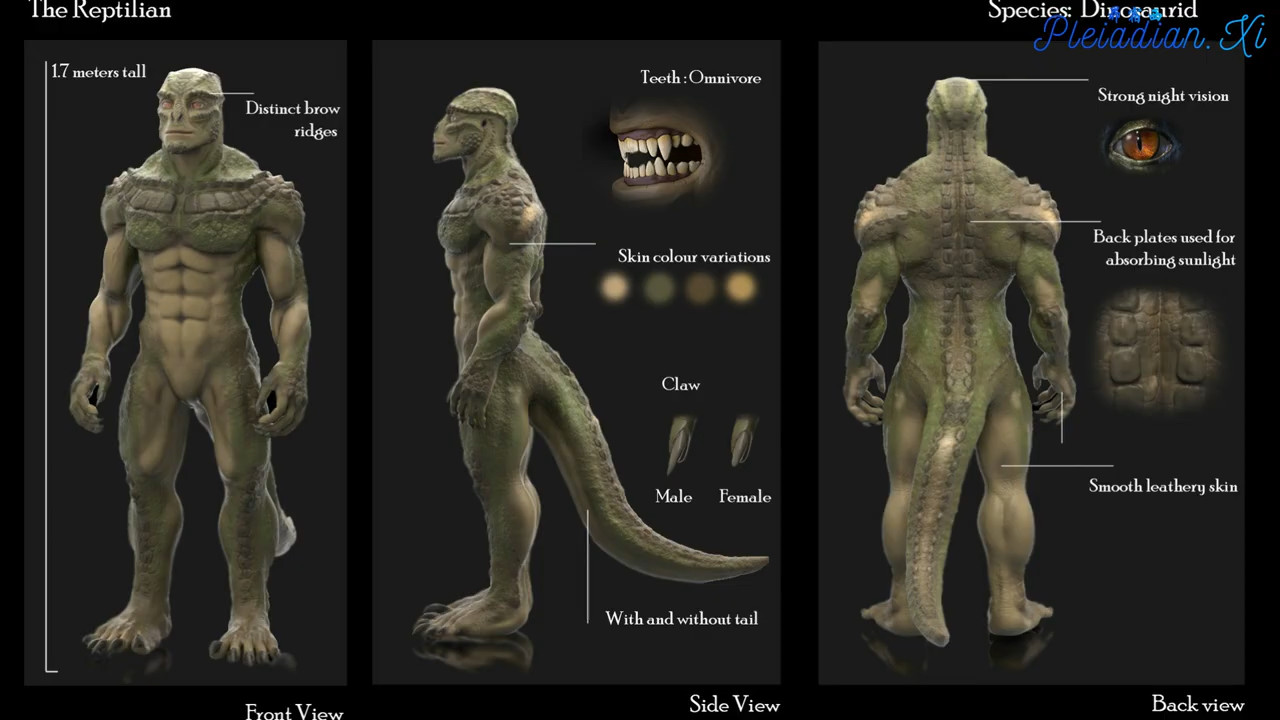 The Reptilian
Species: Dinosaurid
Pleiadian.Xi
1.7 meters tall
Distinct brow
ridges
Front View
Teeth : Omnivore
Skin colour variations
Claw
Male
Female
With and without tail
Side View
Strong night vision
Back plates used for
absorbing sunlight
Smooth leathery skin
Back view